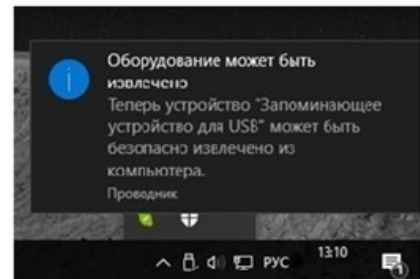 Оборудование может быть
извлечено
Теперь устройство "Запоминающее
устройство для USB" может быть
безопасно извлечено из
компьютера.
Проводник
РУС
13:10
1